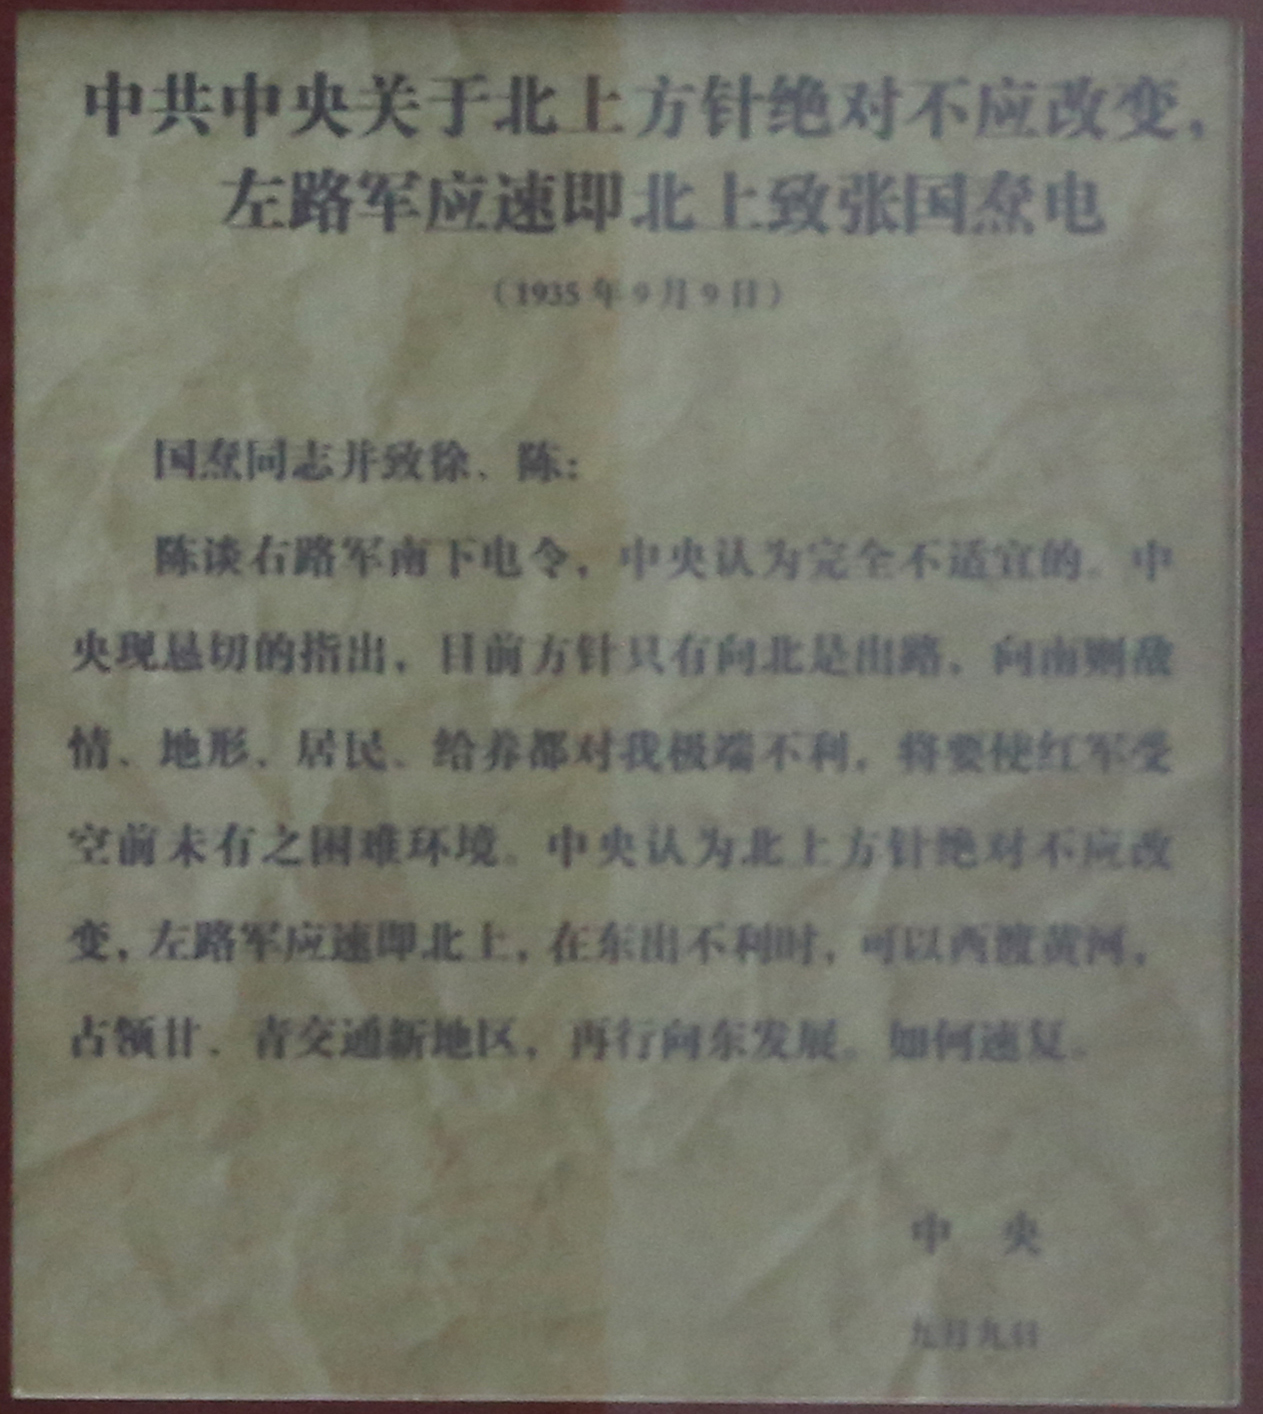 中共中央关于北上方针绝对不应改变，
左路军应速即北上致张国焘电
（1935年9月9日）
国焘同志并致徐、陈：
陈谈右路军南下电令，中央认为完全不适宜的。中
央现恳切的指出，目前方针只有向北是出路，向南则敌
情、地形、居民、给养都对我极端不利，将要使红军受
空前未有之困难环境。中央认为北上方针绝对不应改
变，左路军应速即北上，在东出不利时，可以西渡黄河，
占领甘、青交通新地区，再行向东发展。如何速复。
中 央
九月九日